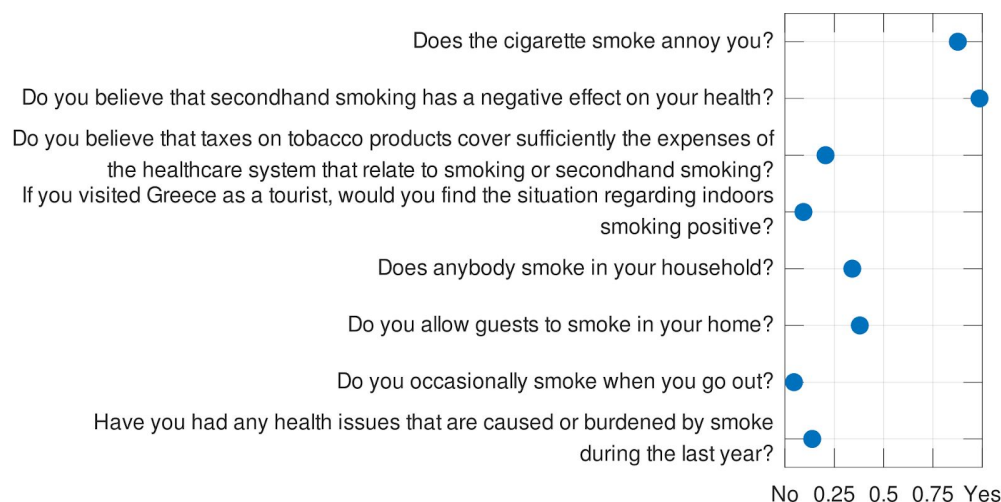 Does the cigarette smoke annoy you?
Do you believe that secondhand smoking has a negative effect on your health?
Do you believe that taxes on tobacco products cover sufficiently the expenses of
the healthcare system that relate to smoking or secondhand smoking?
If you visited Greece as a tourist, would you find the situation regarding indoors
smoking positive?
Does anybody smoke in your household?
Do you allow guests to smoke in your home?
Do you occasionally smoke when you go out?
Have you had any health issues that are caused or burdened by smoke
during the last year?
No 0.25 0.5 0.75 Yes